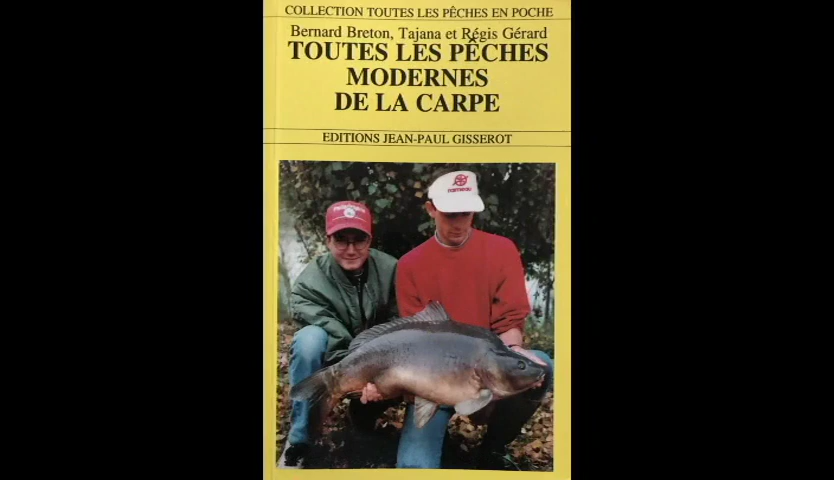 COLLECTION TOUTES LES PÊCHES EN POCHE
Bernard Breton, Tajana et Régis Gérard
TOUTES LES PÊCHES
MODERNES
DE LA CARPE
EDITIONS JEAN-PAUL GISSEROT